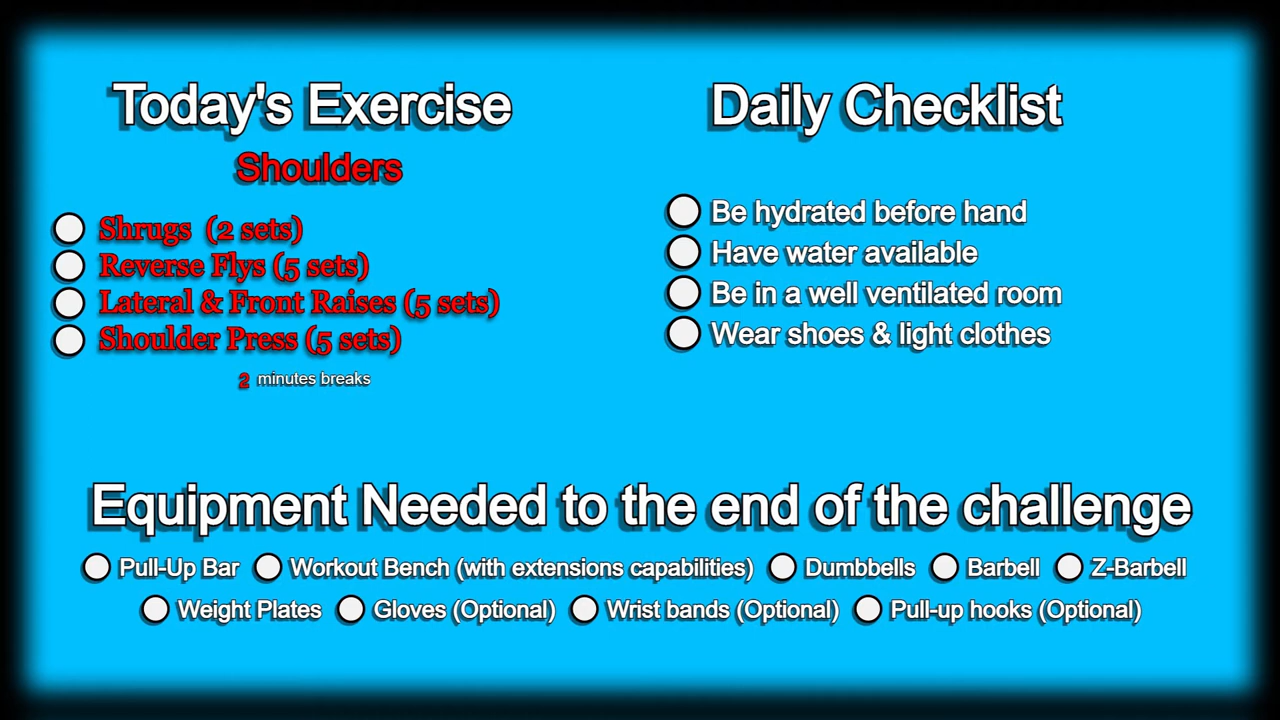 Today's Exercise
Shoulders
Shrugs (2 sets)
Reverse Flys (5 sets)
Lateral & Front Raises (5 sets)
Shoulder Press (5 sets)
2 minutes breaks
Daily Checklist
Be hydrated before hand
Have water available
Be in a well ventilated room
Wear shoes & light clothes
Equipment Needed to the end of the challenge
Pull-Up Bar Workout Bench (with extensions capabilities) Dumbbells Barbell Z-Barbell
Weight Plates Gloves (Optional) Wrist bands (Optional) Pull-up hooks (Optional)